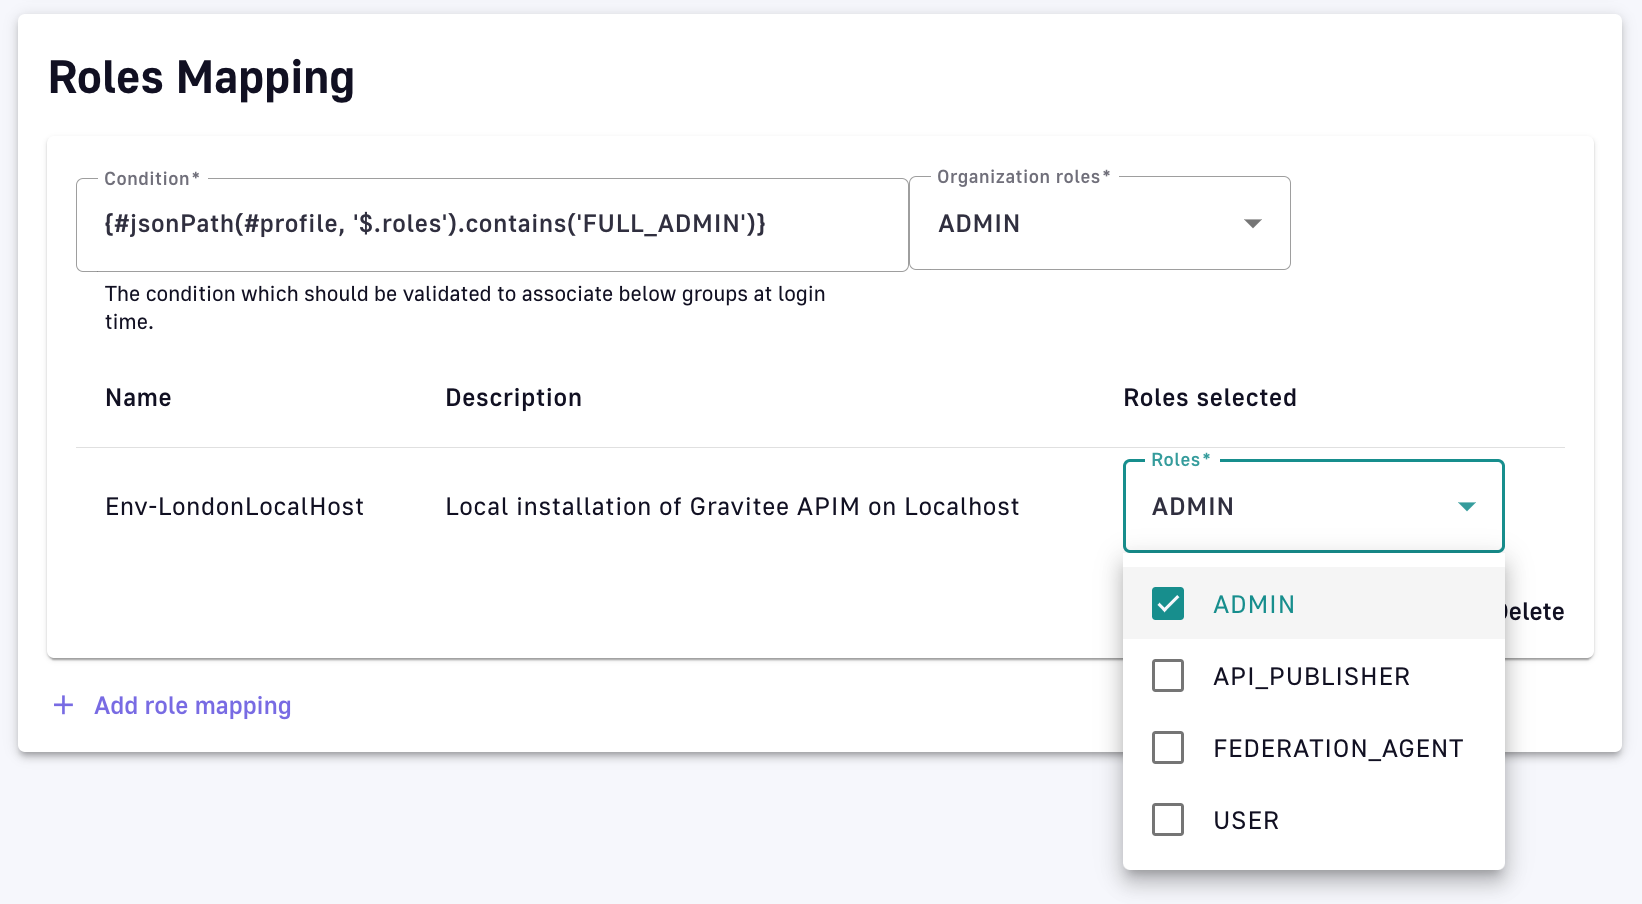 Roles Mapping
Condition*
{#jsonPath(#profile, '$.roles').contains('FULL_ADMIN')}
Organization roles*
ADMIN
The condition which should be validated to associate below groups at login
time.
Name Description Roles selected
Roles*
Env-LondonLocalHost Local installation of Gravitee APIM on Localhost ADMIN
ADMIN
API_PUBLISHER
FEDERATION_AGENT
USER
+ Add role mapping